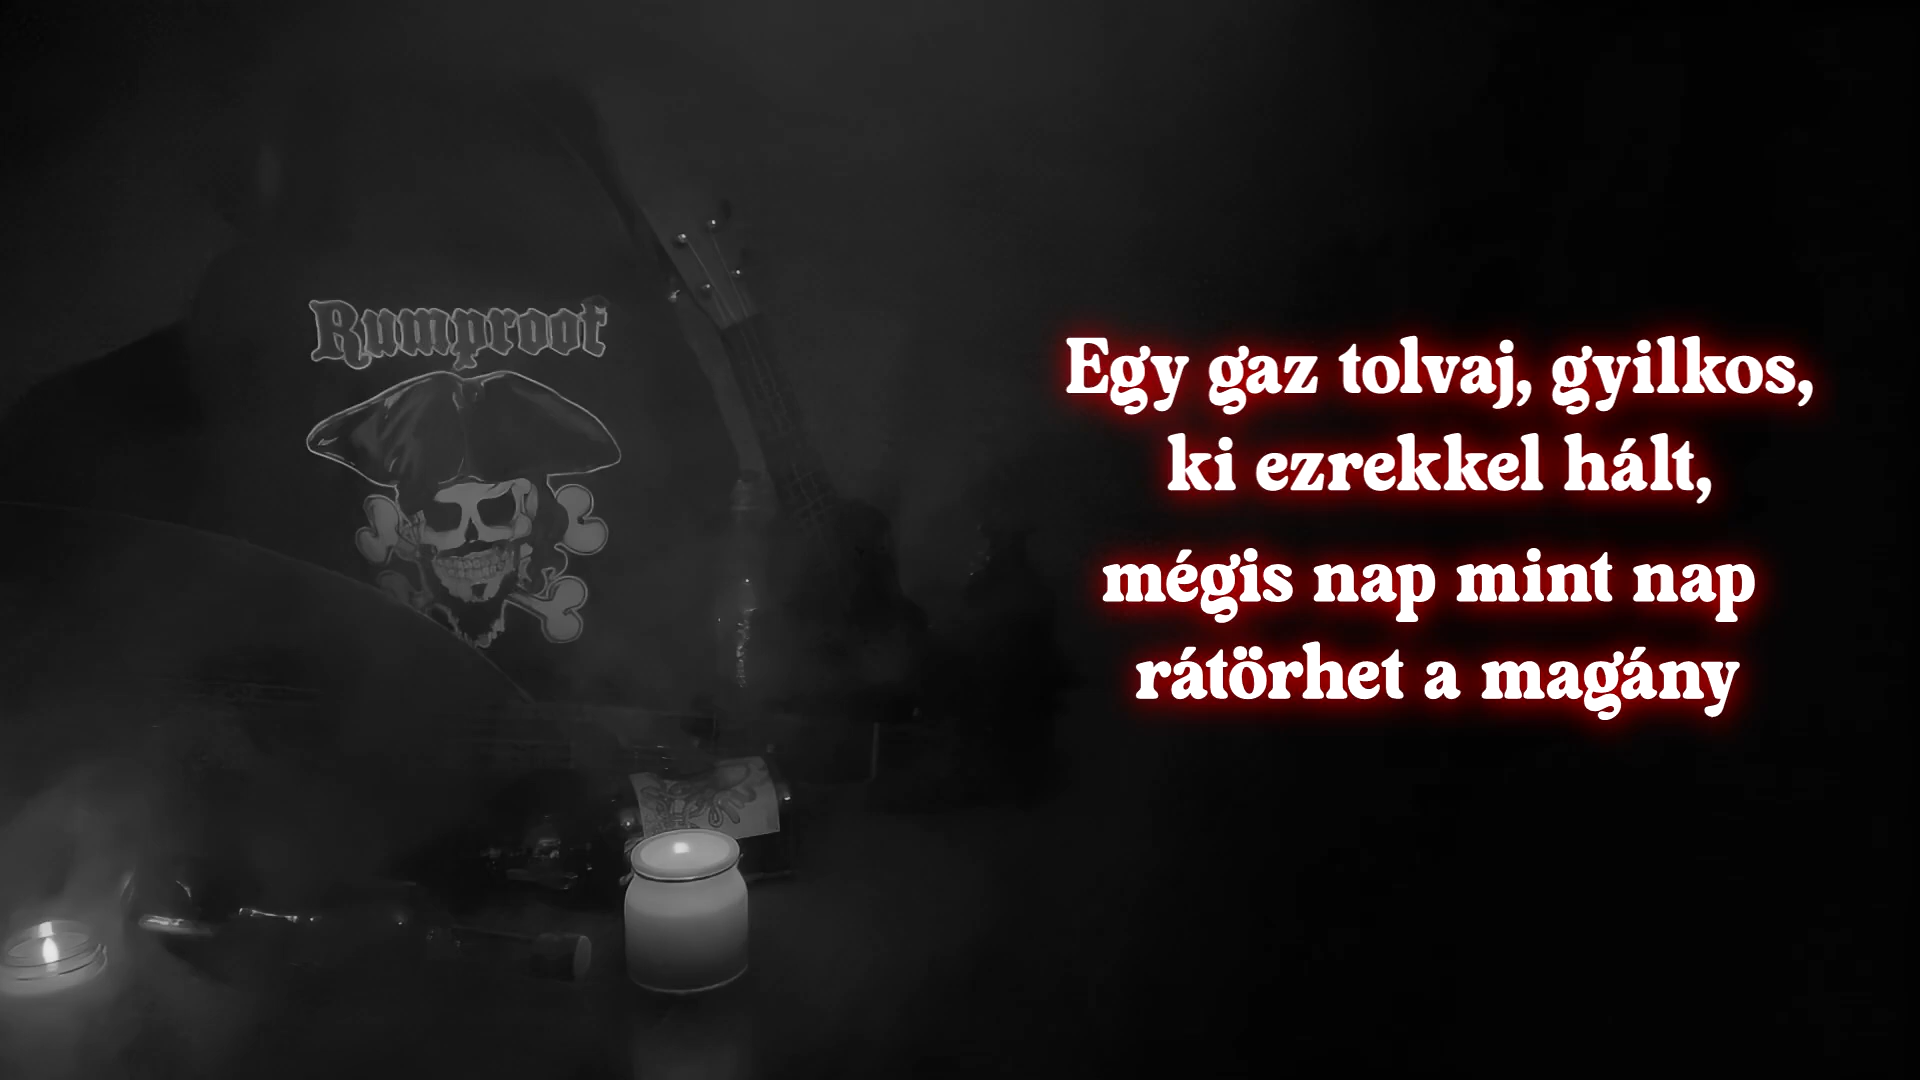 Rumproof
Egy gaz tolvaj, gyilkos,
ki ezrekkel hált,
mégis nap mint nap
rátörhet a magány